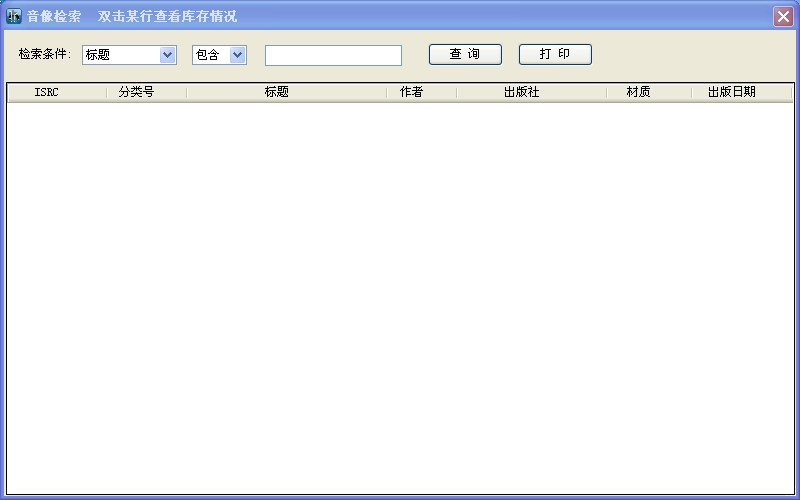 音像检索 双击某行查看库存情况
检索条件: 标题 包含 查 询 打 印
ISRC 分类号 标题 作者 出版社 材质 出版日期